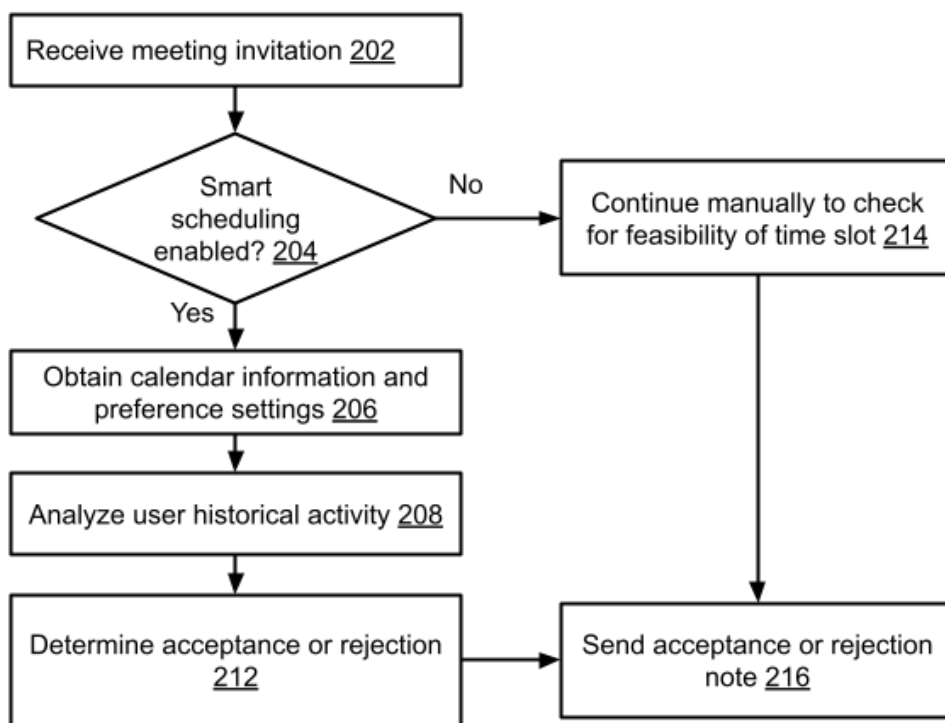 Receive meeting invitation 202
Smart
scheduling
enabled? 204
No
Continue manually to check
for feasibility of time slot 214
Yes
Obtain calendar information and
preference settings 206
Analyze user historical activity 208
Determine acceptance or rejection
212
Send acceptance or rejection
note 216